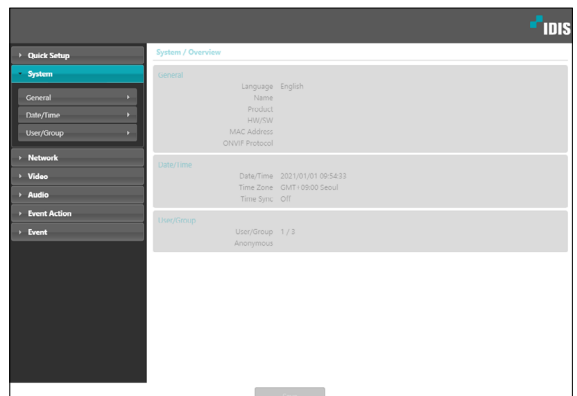 IDIS
Quick Setup
System
General
Date/Time
User/Group
Network
Video
Audio
Event Action
Event
System / Overview
General
Language English
Name
Product
HW/SW
MAC Address
ONVIF Protocol
Date/Time
Date/Time 2021/01/01 09:54:33
Time Zone GMT+09:00 Seoul
Time Sync Off
User/Group
User/Group 1 / 3
Anonymous